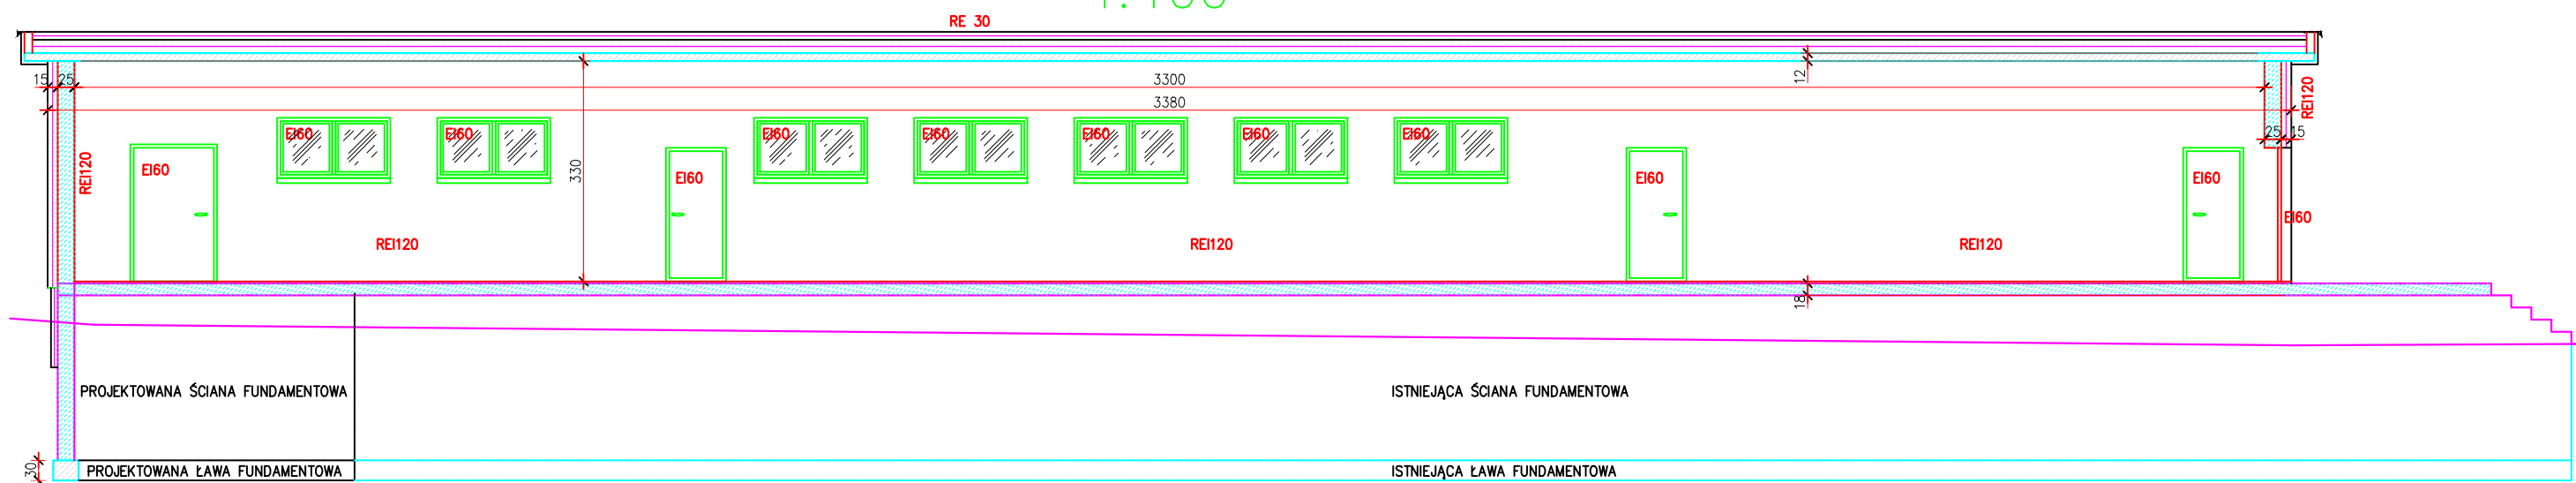 RE 30
15 25
3300
12
REI120
3380
EI60
EI60
EI60
EI60
EI60
EI60
EI60
25 15
REI120
EI60
330
EI60
EI60
EI60
EI60
REI120
REI120
REI120
18
PROJEKTOWANA ŚCIANA FUNDAMENTOWA
ISTNIEJĄCA ŚCIANA FUNDAMENTOWA
30
PROJEKTOWANA ŁAWA FUNDAMENTOWA
ISTNIEJĄCA ŁAWA FUNDAMENTOWA